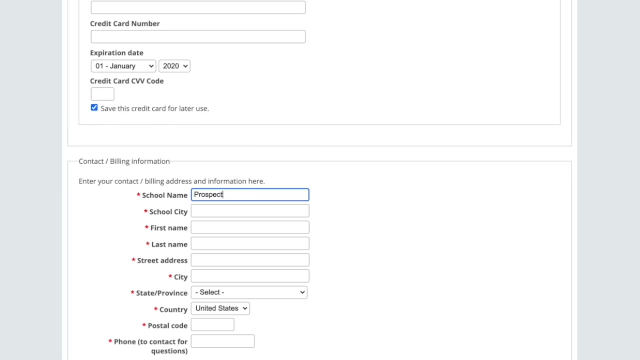 Credit Card Number
Expiration date
01 - January 2020
Credit Card CVV Code
Save this credit card for later use.
Contact / Billing information
Enter your contact / billing address and information here.
* School Name Prospect
* School City
* First name
* Last name
* Street address
* City
* State/Province - Select -
* Country United States
* Postal code
* Phone (to contact for
questions)